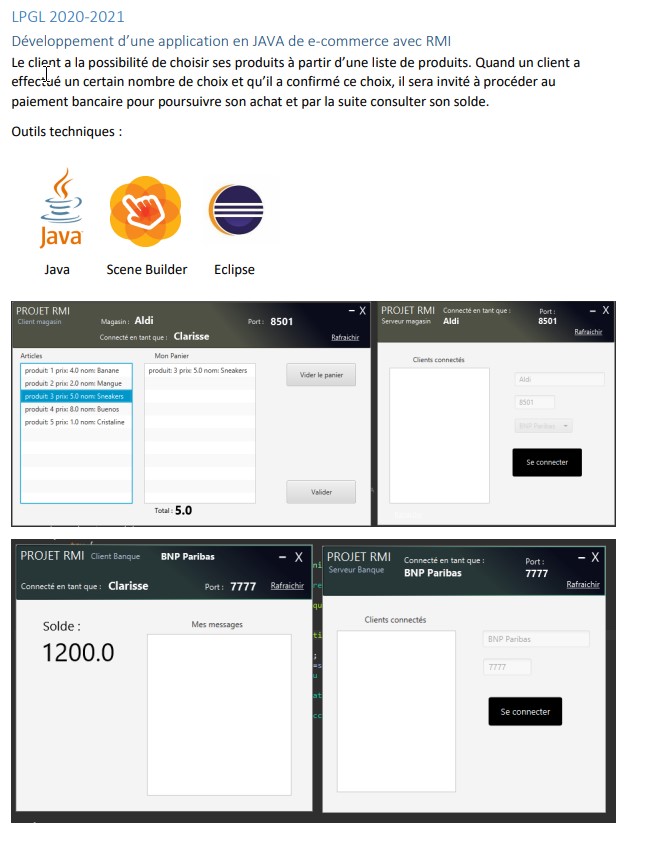 LPGL 2020-2021
Développement d’une application en JAVA de e-commerce avec RMI
Le client a la possibilité de choisir ses produits à partir d’une liste de produits. Quand un client a
effectué un certain nombre de choix et qu’il a confirmé ce choix, il sera invité à procéder au
paiement bancaire pour poursuivre son achat et par la suite consulter son solde.
Outils techniques :
Java
Java Scene Builder Eclipse
PROJET RMI
Client magasin
Magasin : Aldi
Port : 8501
– X
Connecté en tant que : Clarisse
Rafraichir
Articles
produit: 1 prix: 4.0 nom: Banane
produit: 2 prix: 2.0 nom: Mangue
produit: 3 prix: 5.0 nom: Sneakers
produit: 4 prix: 8.0 nom: Buenos
produit: 5 prix: 1.0 nom: Cristaline
Mon Panier
produit: 3 prix: 5.0 nom: Sneakers
Vider le panier
Valider
Total : 5.0
PROJET RMI
Serveur magasin
Connecté en tant que :
Aldi
Port :
8501
– X
Rafraichir
Clients connectés
Aldi
8501
BNP Paribas
Se connecter
PROJET RMI Client Banque BNP Paribas – X
Connecté en tant que : Clarisse Port : 7777 Rafraichir
Solde :
1200.0
Mes messages
PROJET RMI
Serveur Banque
Connecté en tant que :
BNP Paribas
Port :
7777
– X
Rafraichir
Clients connectés
BNP Paribas
7777
Se connecter